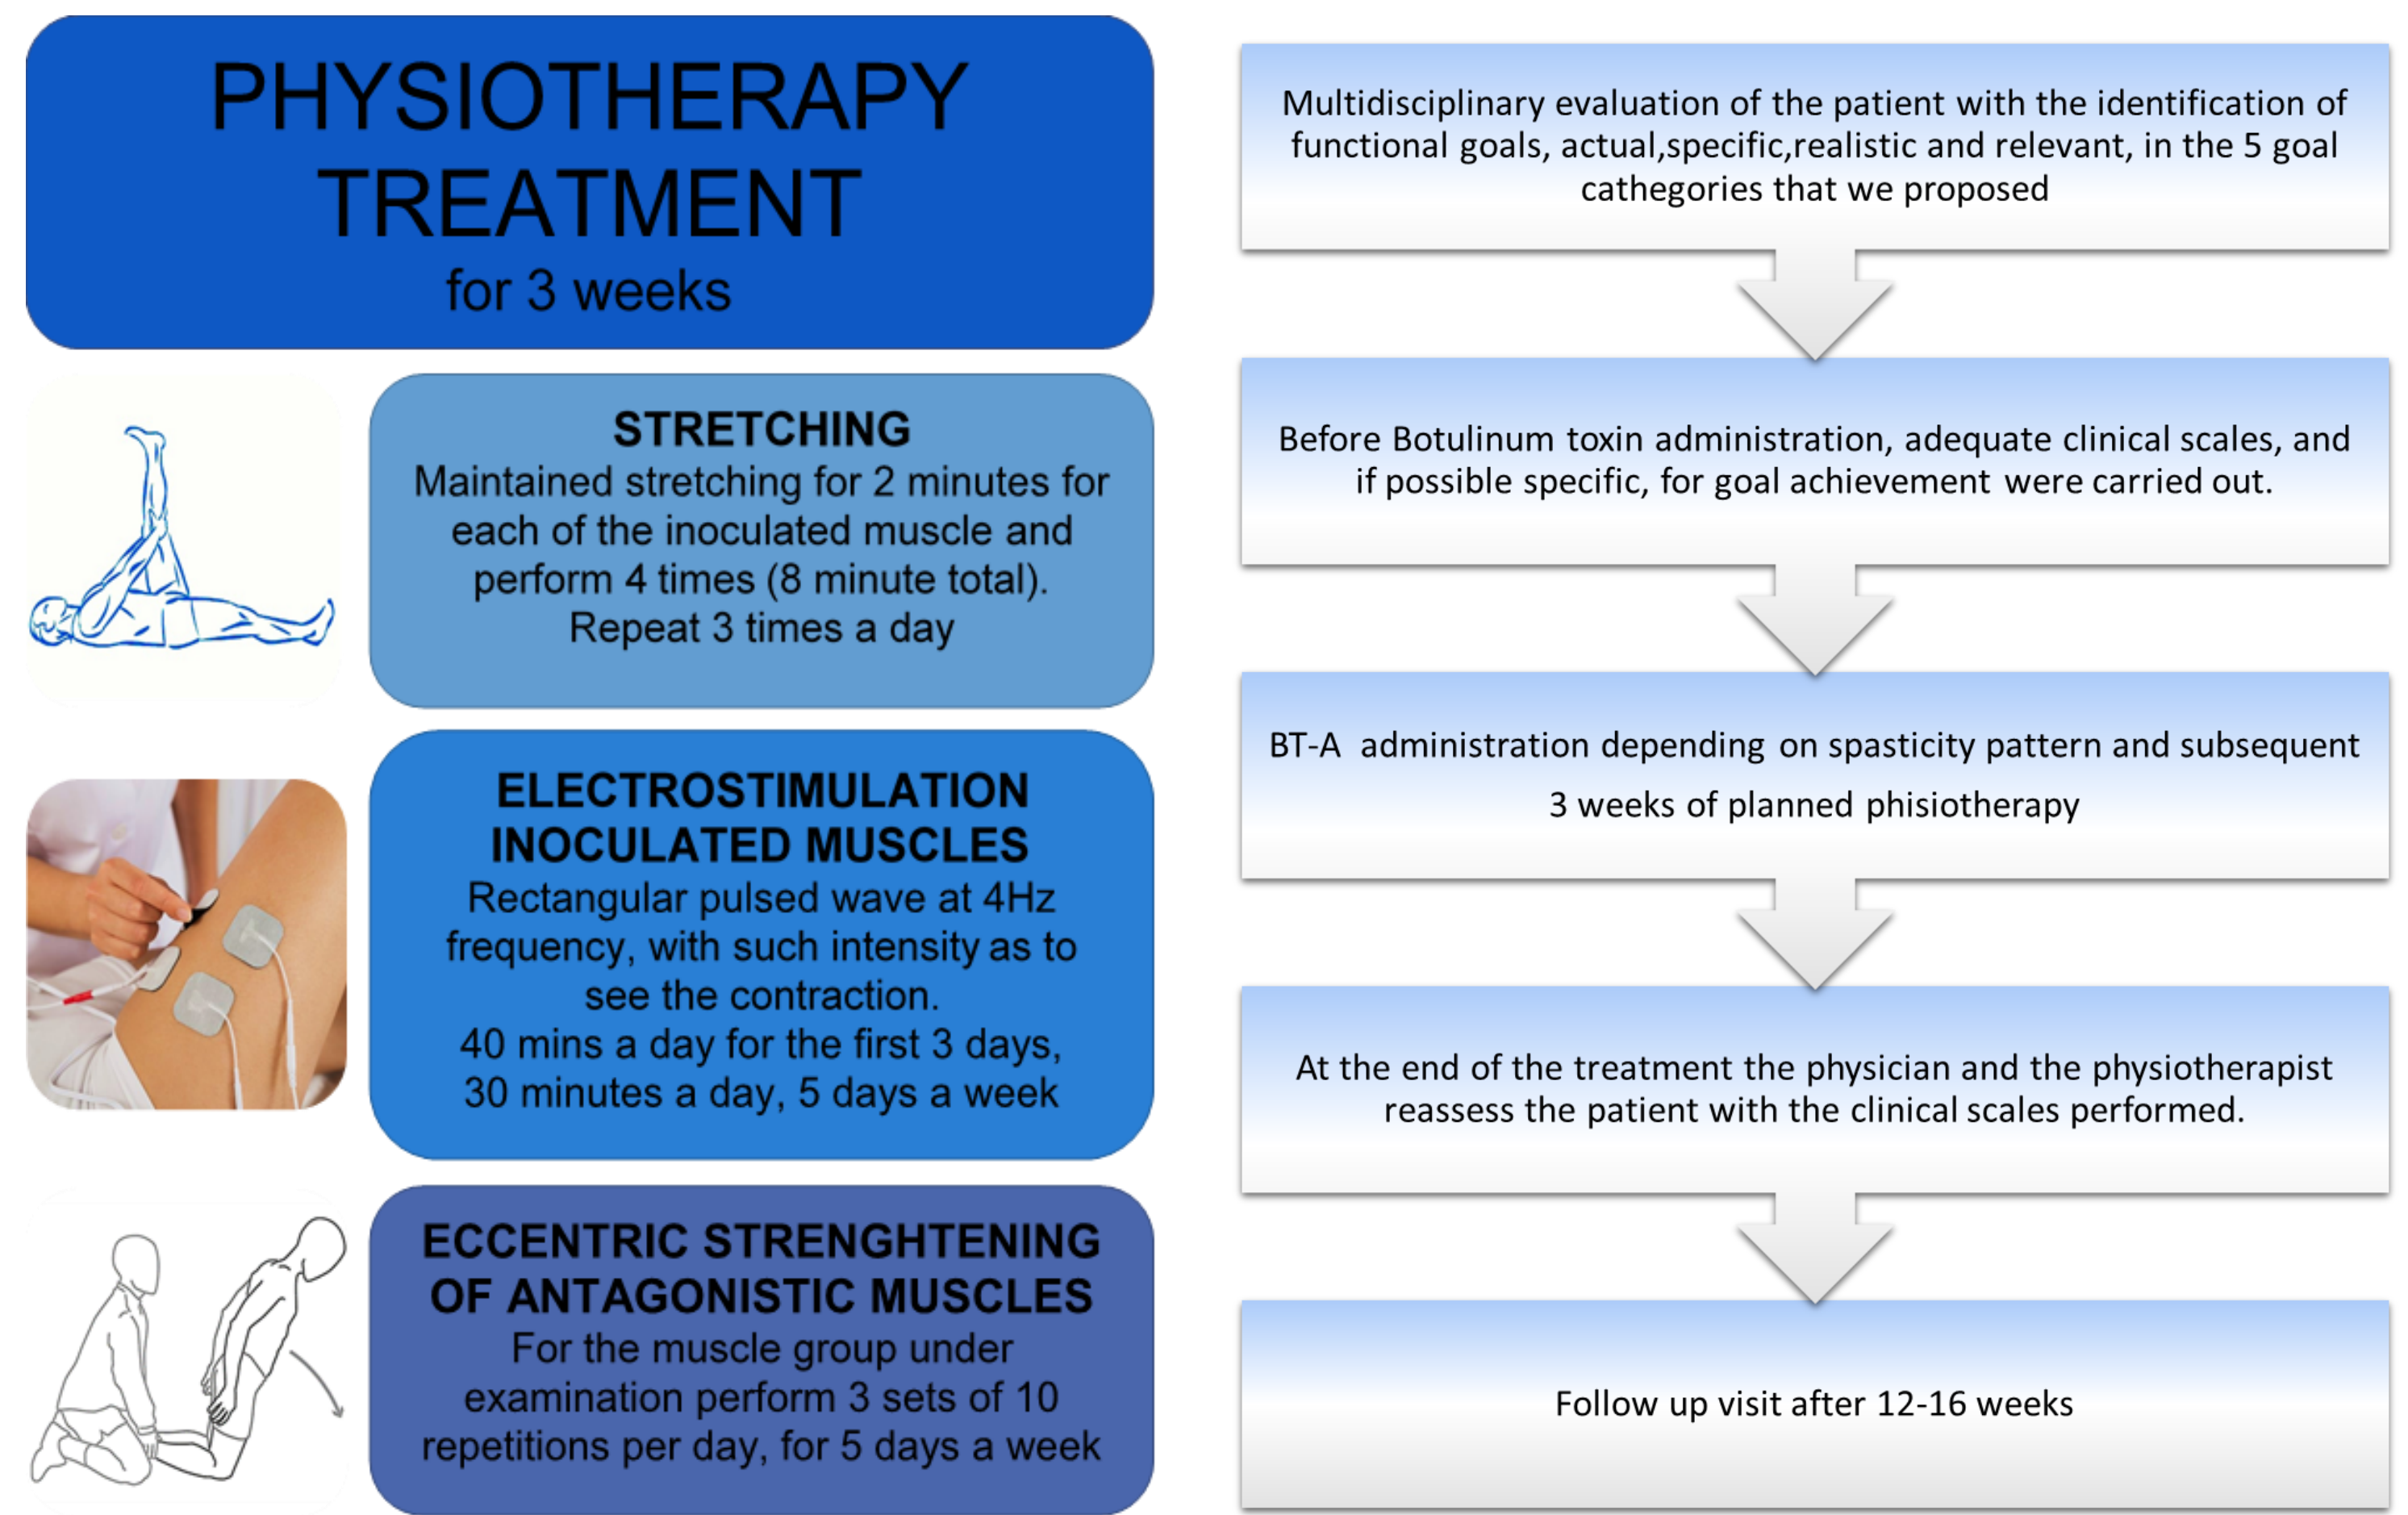 PHYSIOTHERAPY
TREATMENT
for 3 weeks
STRETCHING
Maintained stretching for 2 minutes for
each of the inoculated muscle and
perform 4 times (8 minute total).
Repeat 3 times a day
ELECTROSTIMULATION
INOCULATED MUSCLES
Rectangular pulsed wave at 4Hz
frequency, with such intensity as to
see the contraction.
40 mins a day for the first 3 days,
30 minutes a day, 5 days a week
ECCENTRIC STRENGHTENING
OF ANTAGONISTIC MUSCLES
For the muscle group under
examination perform 3 sets of 10
repetitions per day, for 5 days a week
Multidisciplinary evaluation of the patient with the identification of
functional goals, actual,specific,realistic and relevant, in the 5 goal
cathegories that we proposed
Before Botulinum toxin administration, adequate clinical scales, and
if possible specific, for goal achievement were carried out.
BT-A administration depending on spasticity pattern and subsequent
3 weeks of planned phisiotherapy
At the end of the treatment the physician and the physiotherapist
reassess the patient with the clinical scales performed.
Follow up visit after 12-16 weeks